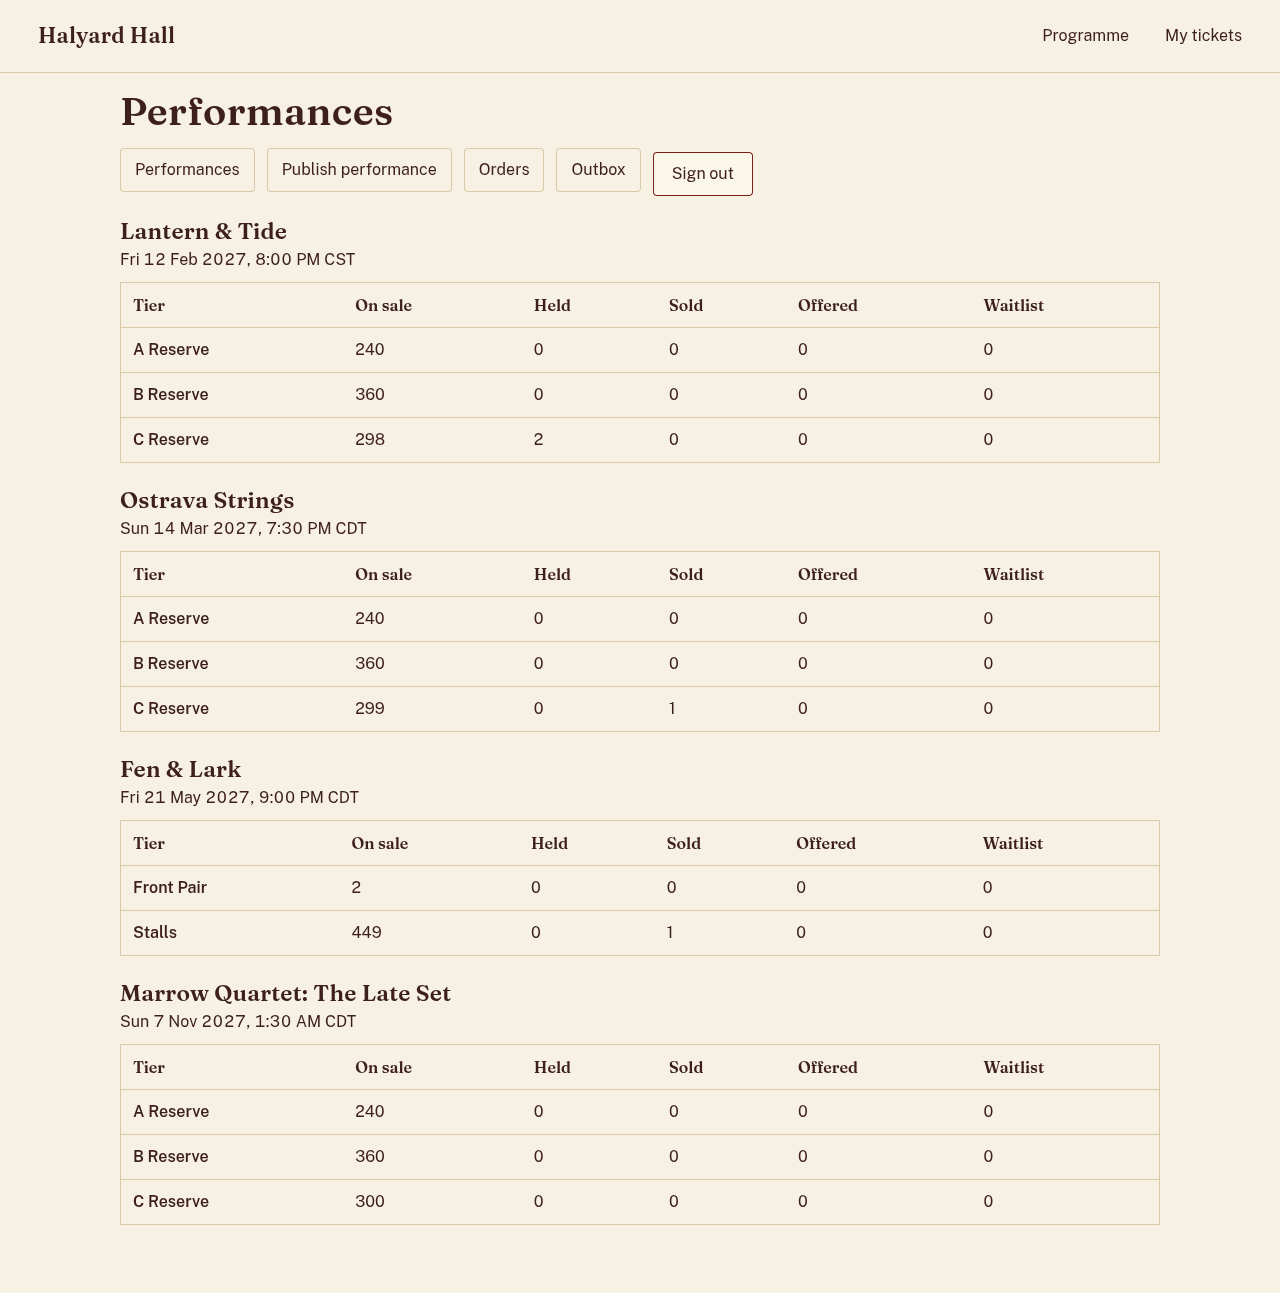 Halyard Hall Programme My tickets
Performances
Performances Publish performance Orders Outbox Sign out
Lantern & Tide
Fri 12 Feb 2027, 8:00 PM CST
Tier On sale Held Sold Offered Waitlist
A Reserve 240 0 0 0 0
B Reserve 360 0 0 0 0
C Reserve 298 2 0 0 0
Ostrava Strings
Sun 14 Mar 2027, 7:30 PM CDT
Tier On sale Held Sold Offered Waitlist
A Reserve 240 0 0 0 0
B Reserve 360 0 0 0 0
C Reserve 299 0 1 0 0
Fen & Lark
Fri 21 May 2027, 9:00 PM CDT
Tier On sale Held Sold Offered Waitlist
Front Pair 2 0 0 0 0
Stalls 449 0 1 0 0
Marrow Quartet: The Late Set
Sun 7 Nov 2027, 1:30 AM CDT
Tier On sale Held Sold Offered Waitlist
A Reserve 240 0 0 0 0
B Reserve 360 0 0 0 0
C Reserve 300 0 0 0 0